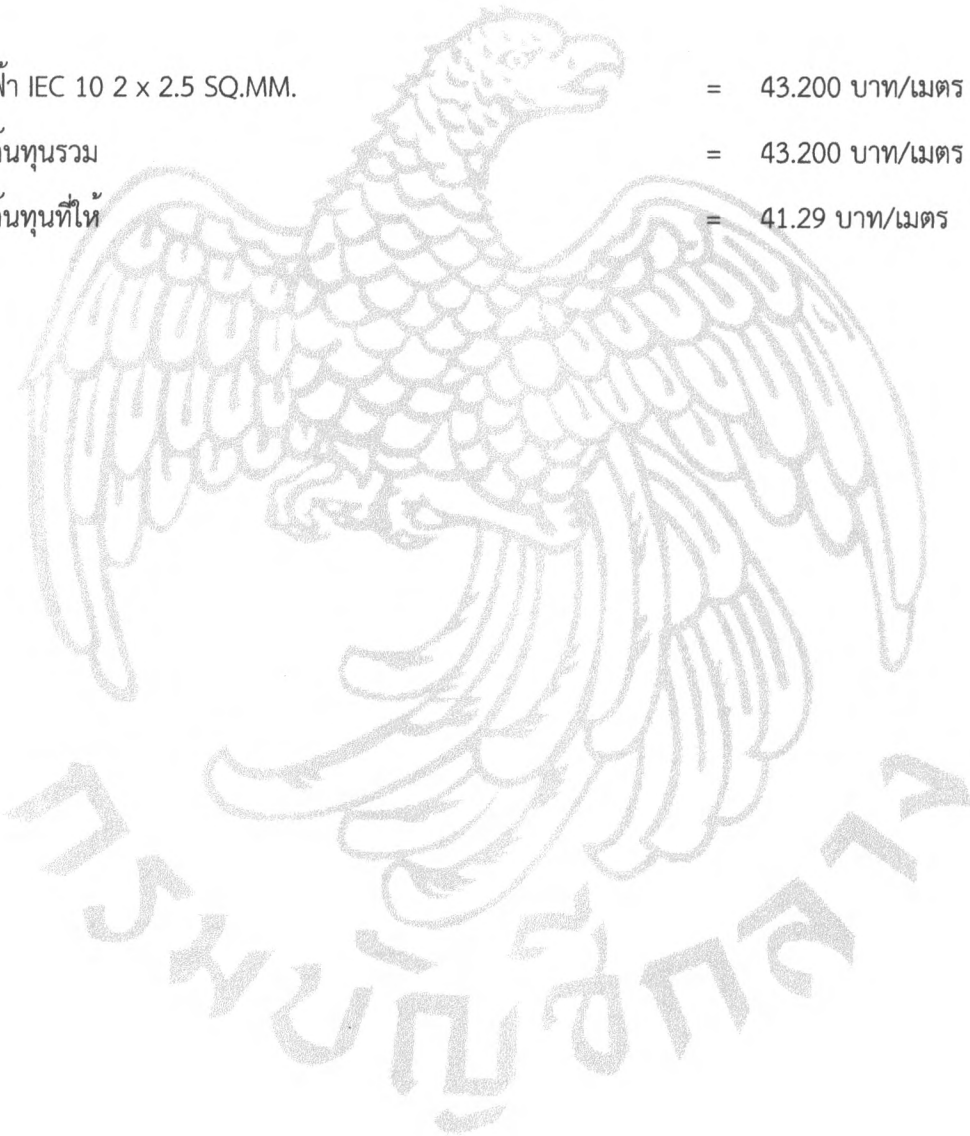 ฟ้า IEC 10 2 x 2.5 SQ.MM. = 43.200 บาท/เมตร
ต้นทุนรวม = 43.200 บาท/เมตร
ต้นทุนที่ให้ = 41.29 บาท/เมตร
กรมบัญชีกลาง